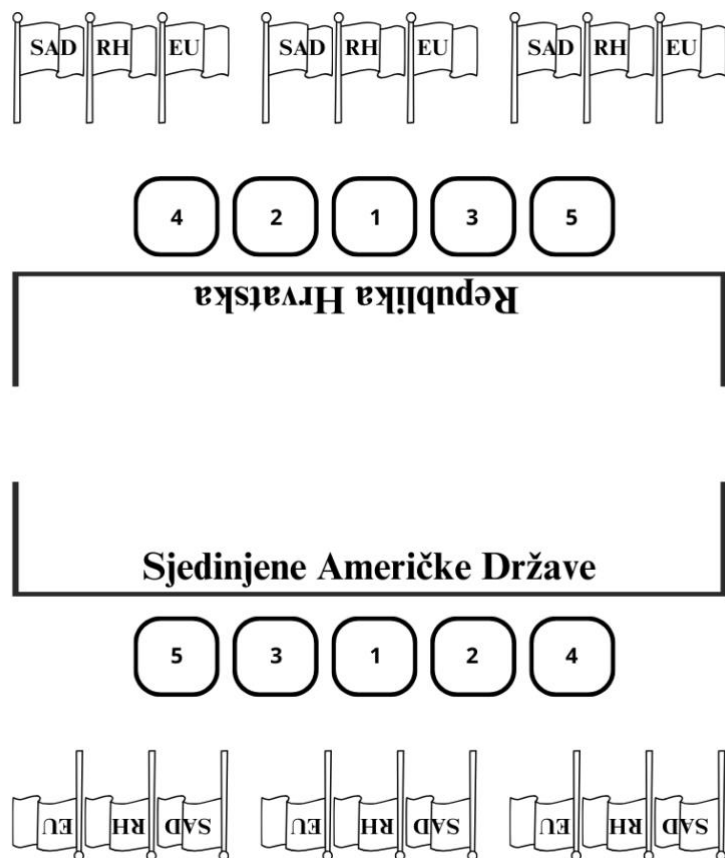 SAD RH EU SAD RH EU SAD RH EU
4 2 1 3 5
Republika Hrvatska
Sjedinjene Američke Države
5 3 1 2 4
EU RH SAD EU RH SAD EU RH SAD